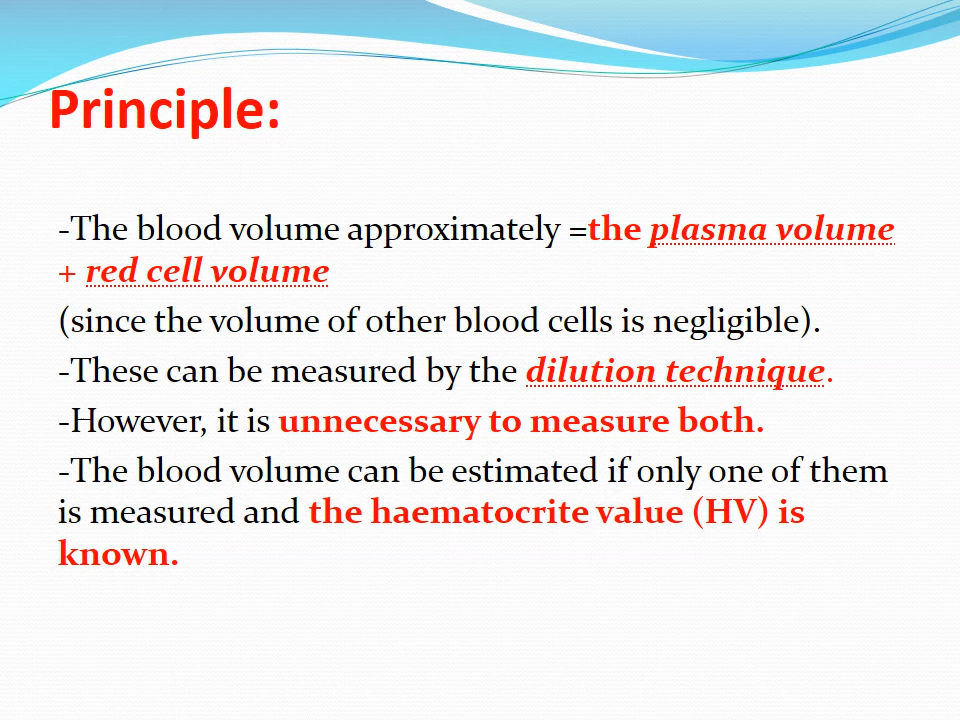 Principle:
-The blood volume approximately =the plasma volume
+ red cell volume
(since the volume of other blood cells is negligible).
-These can be measured by the dilution technique.
-However, it is unnecessary to measure both.
-The blood volume can be estimated if only one of them
is measured and the haematocrite value (HV) is
known.